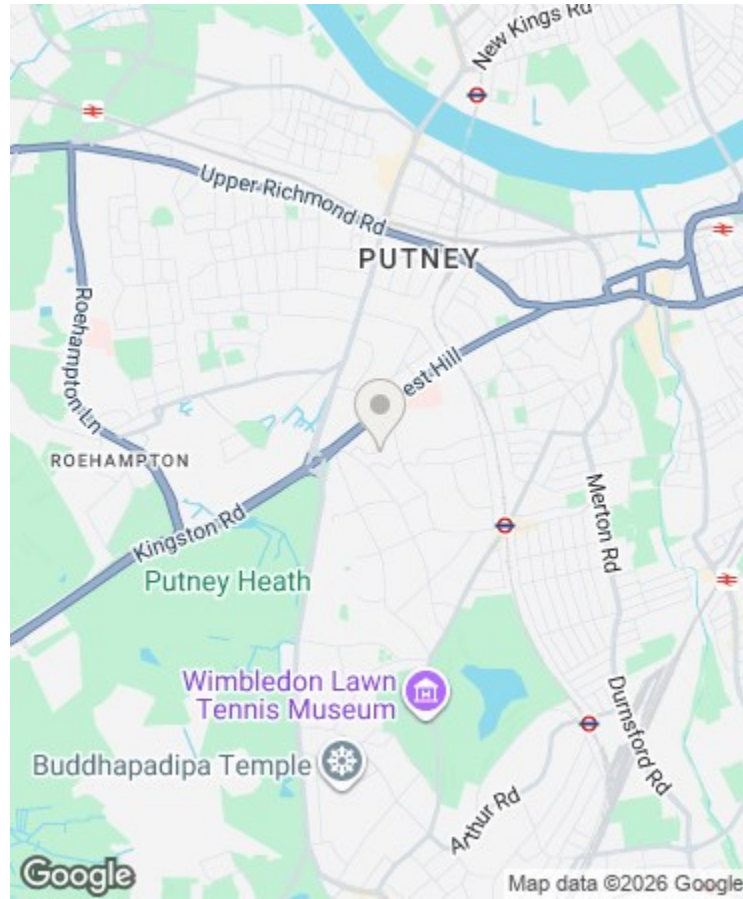 New Kings Rd
Upper Richmond Rd
PUTNEY
est Hill
Roehampton Ln
ROEHAMPTON
Kingston Rd
Merton Rd
Putney Heath
Wimbledon Lawn
Tennis Museum
Durnsford Rd
Buddhapadipa Temple
Arthur Rd
Google
Map data ©2026 Google